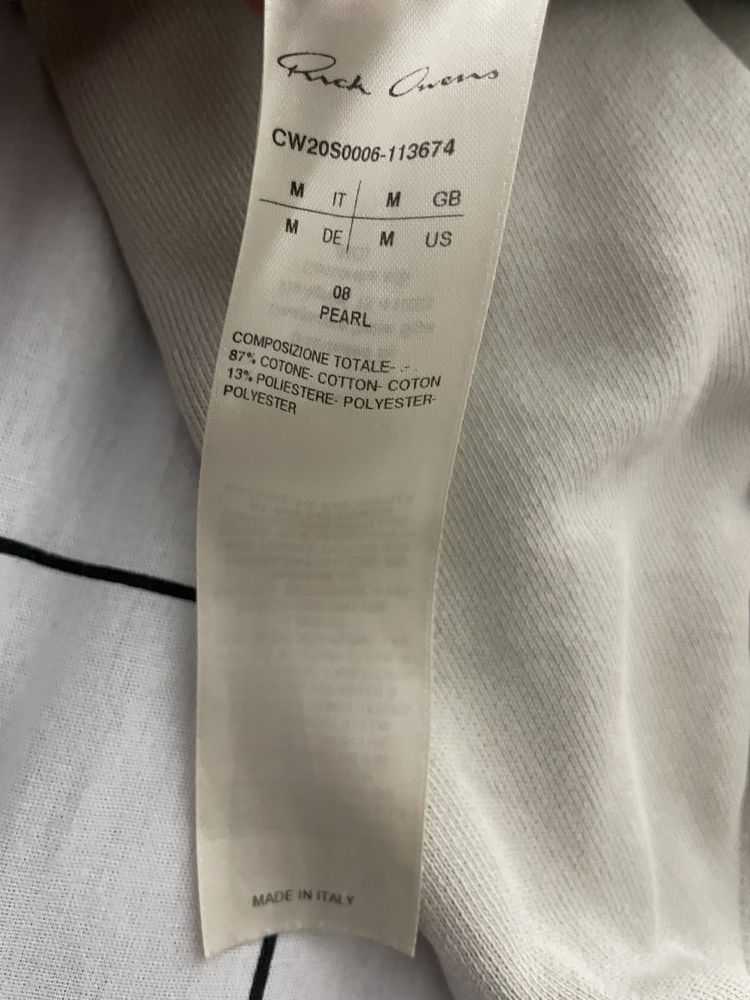 Rick Owens
CW20S0006-113674
M IT M GB
M DE M US
08
PEARL
COMPOSIZIONE TOTALE- .- .
87% COTONE- COTTON- COTON
13% POLIESTERE- POLYESTER-
POLYESTER
MADE IN ITALY